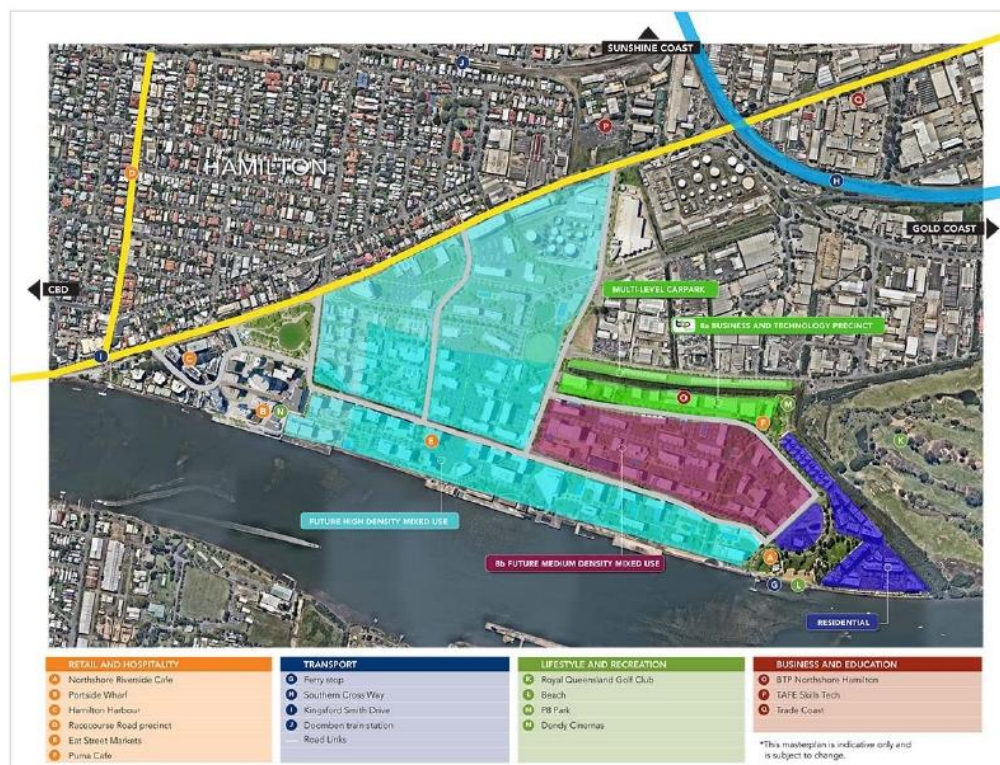 SUNSHINE COAST
J
Q
P
HAMILTON
D
H
GOLD COAST
CBD
MULTI-LEVEL CARPARK
8a BUSINESS AND TECHNOLOGY PRECINCT
I
C
O
M
B
N
F
E
K
FUTURE HIGH DENSITY MIXED USE
8b FUTURE MEDIUM DENSITY MIXED USE
A
G
L
RESIDENTIAL
RETAIL AND HOSPITALITY
A Northshore Riverside Cafe
B Portside Wharf
C Hamilton Harbour
D Racecourse Road precinct
E Eat Street Markets
F Puma Cafe
TRANSPORT
G Ferry stop
H Southern Cross Way
I Kingsford Smith Drive
J Doomben train station
Road Links
LIFESTYLE AND RECREATION
K Royal Queensland Golf Club
L Beach
M P8 Park
N Dendy Cinemas
BUSINESS AND EDUCATION
O BTP Northshore Hamilton
P TAFE Skills Tech
Q Trade Coast
*This masterplan is indicative only and
is subject to change.